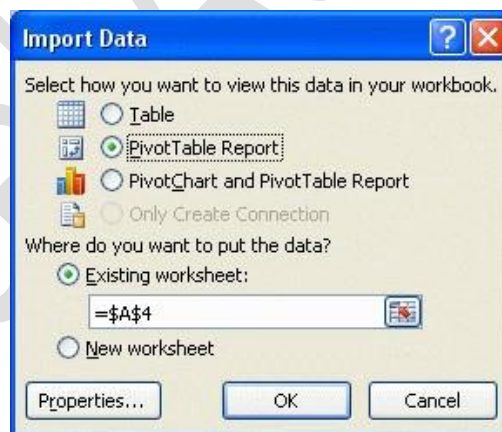 Import Data
Select how you want to view this data in your workbook.
Table
PivotTable Report
PivotChart and PivotTable Report
Only Create Connection
Where do you want to put the data?
Existing worksheet:
=$A$4
New worksheet
Properties... OK Cancel